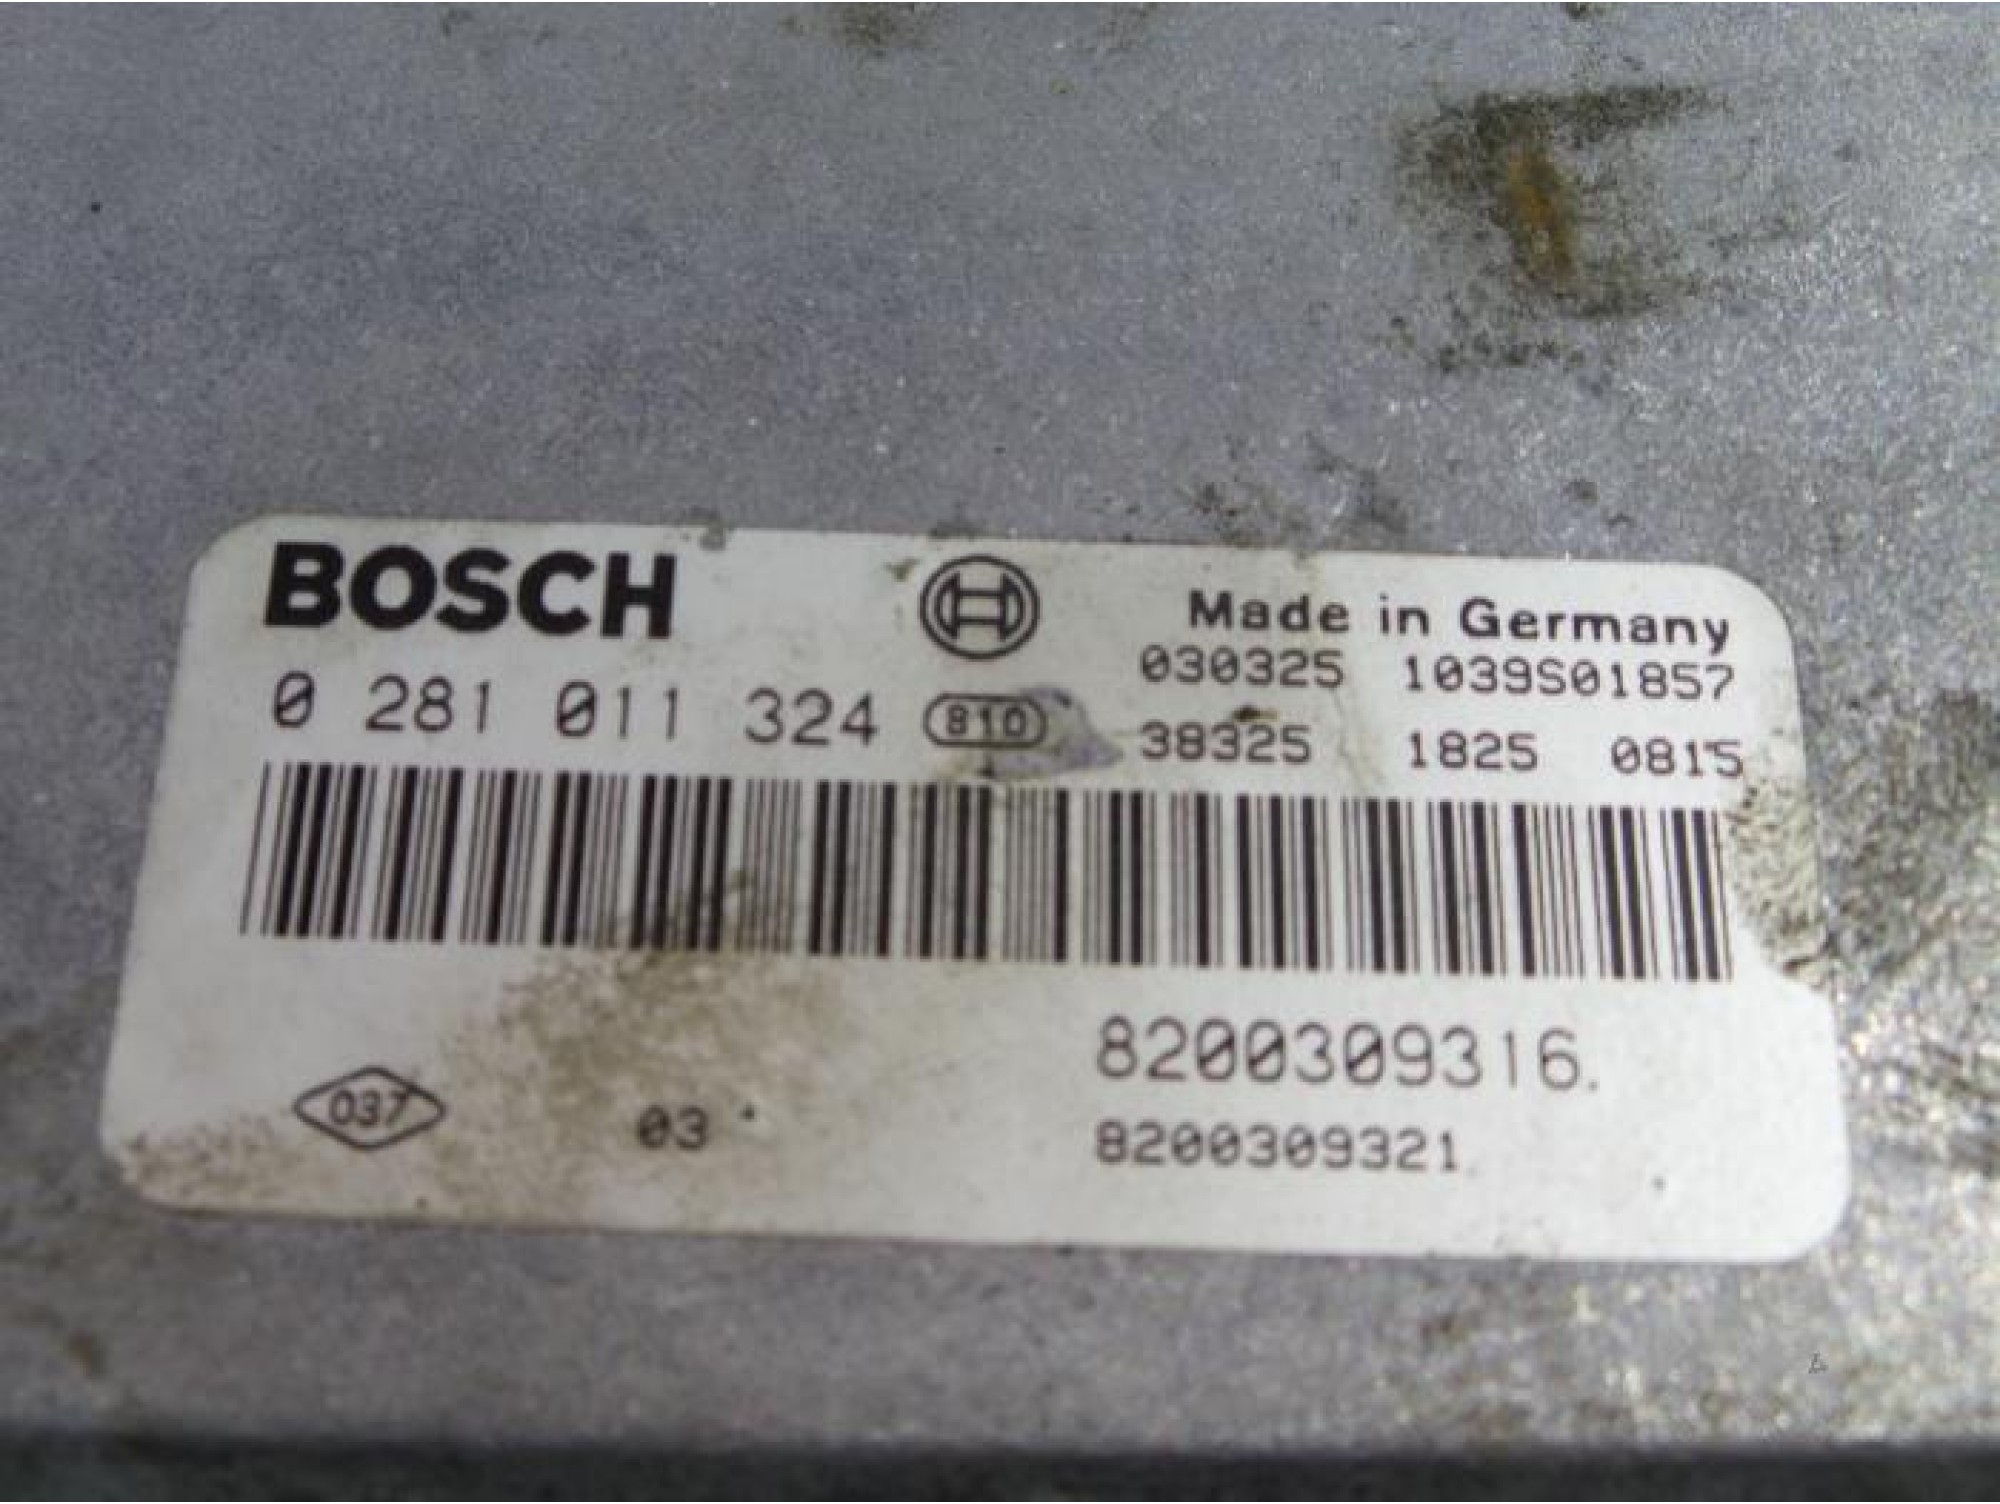 BOSCH
Made in Germany
030325 1039S01857
0 281 011 324 810
38325 1825 0815
8200309316.
037 03
8200309321